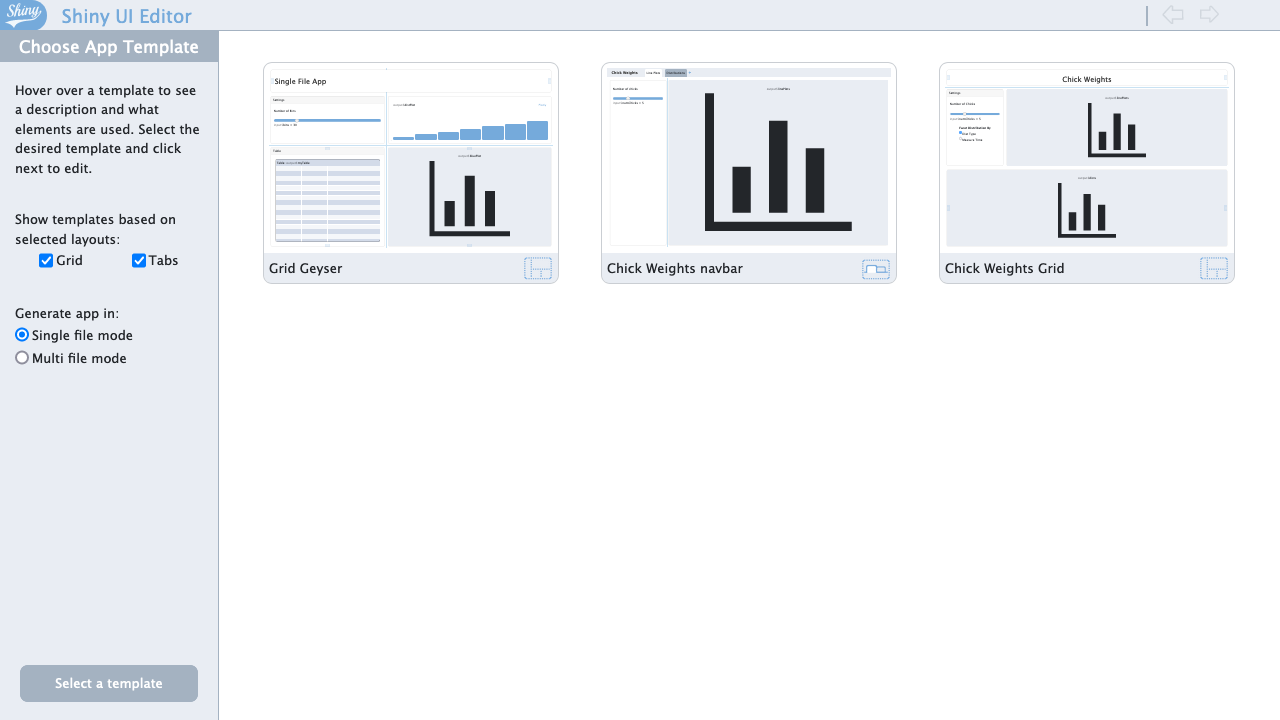 Shiny
Shiny UI Editor
Choose App Template
Hover over a template to see
a description and what
elements are used. Select the
desired template and click
next to edit.
Show templates based on
selected layouts:
Grid
Tabs
Generate app in:
Single file mode
Multi file mode
Select a template
Single File App
Settings
Number of Bins
Table
Grid Geyser
Chick Weights
Number of Chicks
Chick Weights navbar
Chick Weights
Settings
Number of Chicks
Facet Distribution By
Chick Weights Grid